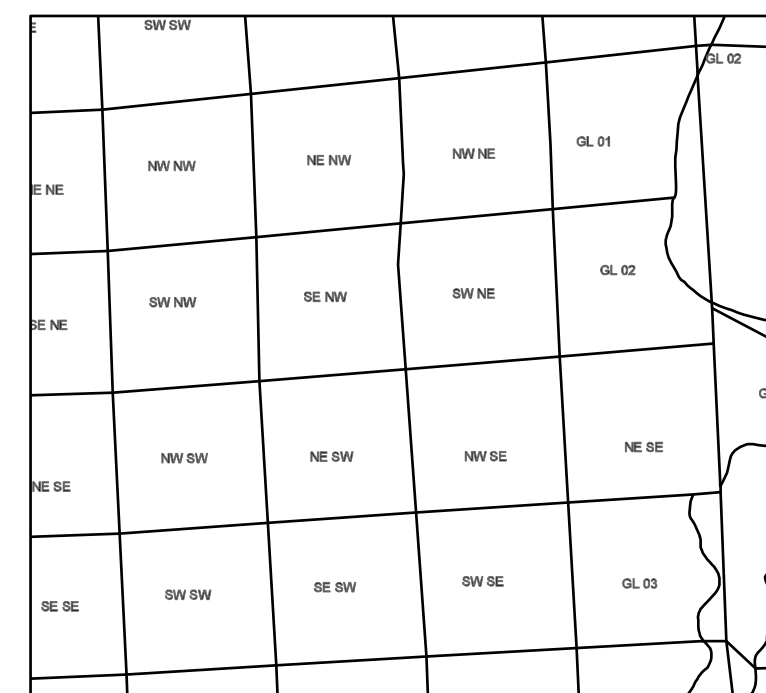 E
SW SW
GL 02
NW NW
NE NW
NW NE
GL 01
E NE
SW NW
SE NW
SW NE
GL 02
SE NE
G
NW SW
NE SW
NW SE
NE SE
NE SE
SE SE
SW SW
SE SW
SW SE
GL 03